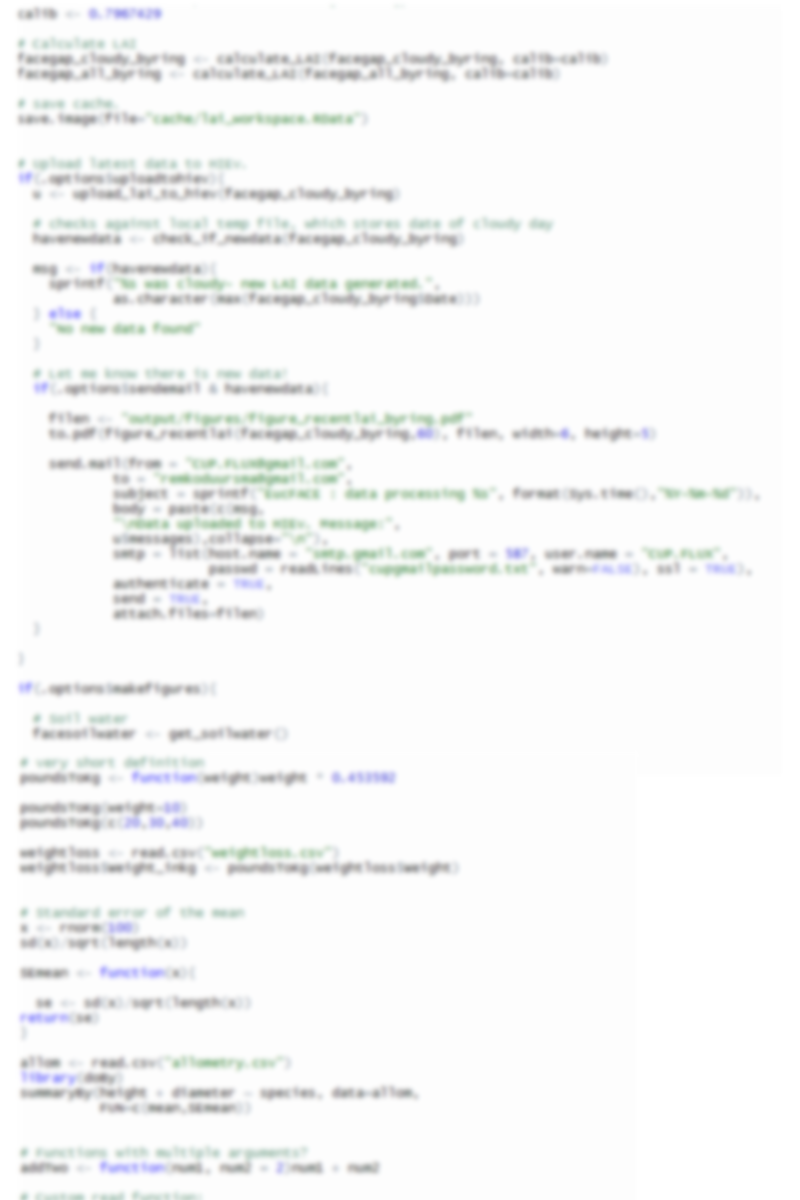 calib <- 0.7967429
# Calculate LAI
facegap_cloudy_byring <- calculate_LAI(facegap_cloudy_byring, calib=calib)
facegap_all_byring <- calculate_LAI(facegap_all_byring, calib=calib)
# save cache.
save.image(file="cache/lai_workspace.RData")
# upload latest data to HIEv.
if(.options$uploadtohiev){
u <- upload_lai_to_hiev(facegap_cloudy_byring)
# checks against local temp file, which stores date of cloudy day
havenewdata <- check_if_newdata(facegap_cloudy_byring)
msg <- if(havenewdata){
sprintf("%s was cloudy- new LAI data generated.",
as.character(max(facegap_cloudy_byring$Date)))
} else {
"No new data found"
}
# Let me know there is new data!
if(.options$sendemail & havenewdata){
filen <- "output/figures/figure_recentlai_byring.pdf"
to.pdf(figure_recentlai(facegap_cloudy_byring,60), filen, width=6, height=5)
send.mail(from = "CUP.FLUX@gmail.com",
to = "remkoduursma@gmail.com",
subject = sprintf("EucFACE : data processing %s", format(Sys.time(),"%Y-%m-%d")),
body = paste(c(msg,
"\nData uploaded to HIEv. Message:",
u$messages),collapse="\n"),
smtp = list(host.name = "smtp.gmail.com", port = 587, user.name = "CUP.FLUX",
passwd = readLines("cupgmailpassword.txt", warn=FALSE), ssl = TRUE),
authenticate = TRUE,
send = TRUE,
attach.files=filen)
}
}
if(.options$makefigures){
# Soil water
facesoilwater <- get_soilwater()
# very short definition
poundsTokg <- function(weight)weight * 0.453592
poundsTokg(weight=10)
poundsTokg(c(20,30,40))
weightloss <- read.csv("weightloss.csv")
weightloss$weight_inkg <- poundsTokg(weightloss$weight)
# Standard error of the mean
x <- rnorm(100)
sd(x)/sqrt(length(x))
SEmean <- function(x){
se <- sd(x)/sqrt(length(x))
return(se)
}
allom <- read.csv("allometry.csv")
library(doBy)
summaryBy(height + diameter ~ species, data=allom,
FUN=c(mean,SEmean))
# Functions with multiple arguments?
addTwo <- function(num1, num2 = 2)num1 + num2
# Custom read function: